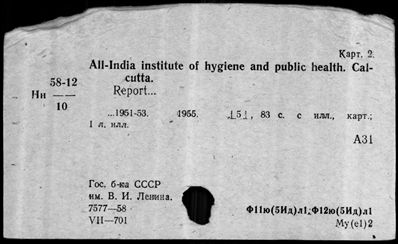 Карт. 2.
All-India institute of hygiene and public health. Cal-
cutta.
58-12
Нн
10
Report...
...1951-53. 1955. 151, 83 с. с илл., карт.;
1 л. илл.
А31
Гос. б-ка СССР
им. В. И. Ленина.
7577—58
VII—701
Ф11ю(5Ид)л1;Ф12ю(5Ид)л1
Му(el)2